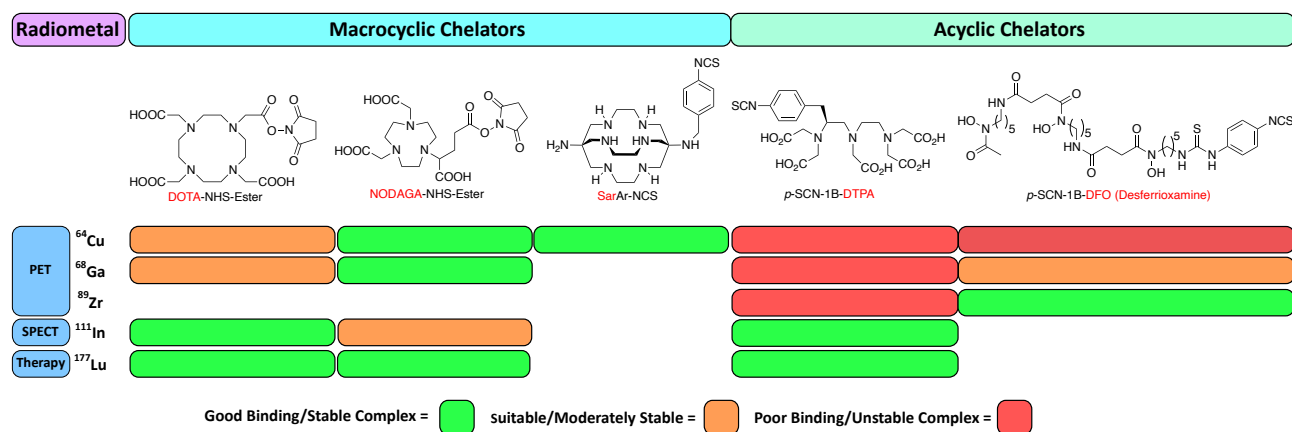 Radiometal Macrocyclic Chelators Acyclic Chelators
HOOC
N
N
O
O
N
O
O
HOOC
N
N
COOH
DOTA-NHS-Ester
HOOC
N
N
O
O
N
O
O
HOOC
N
COOH
NODAGA-NHS-Ester
NCS
H
N
H
N
H2N
NH
HN
NH
N
H
N
H
SarAr-NCS
SCN
HO2C
N
N
N
CO2H
HO2C
CO2H
CO2H
p-SCN-1B-DTPA
O
HN
O
HO
N
5
O
HO
N
5
HN
O
O
N
OH
5
N
H
S
N
H
NCS
p-SCN-1B-DFO (Desferrioxamine)
PET
64Cu
68Ga
89Zr
SPECT 111In
Therapy 177Lu
Good Binding/Stable Complex = suitable/Moderately Stable = Poor Binding/Unstable Complex =